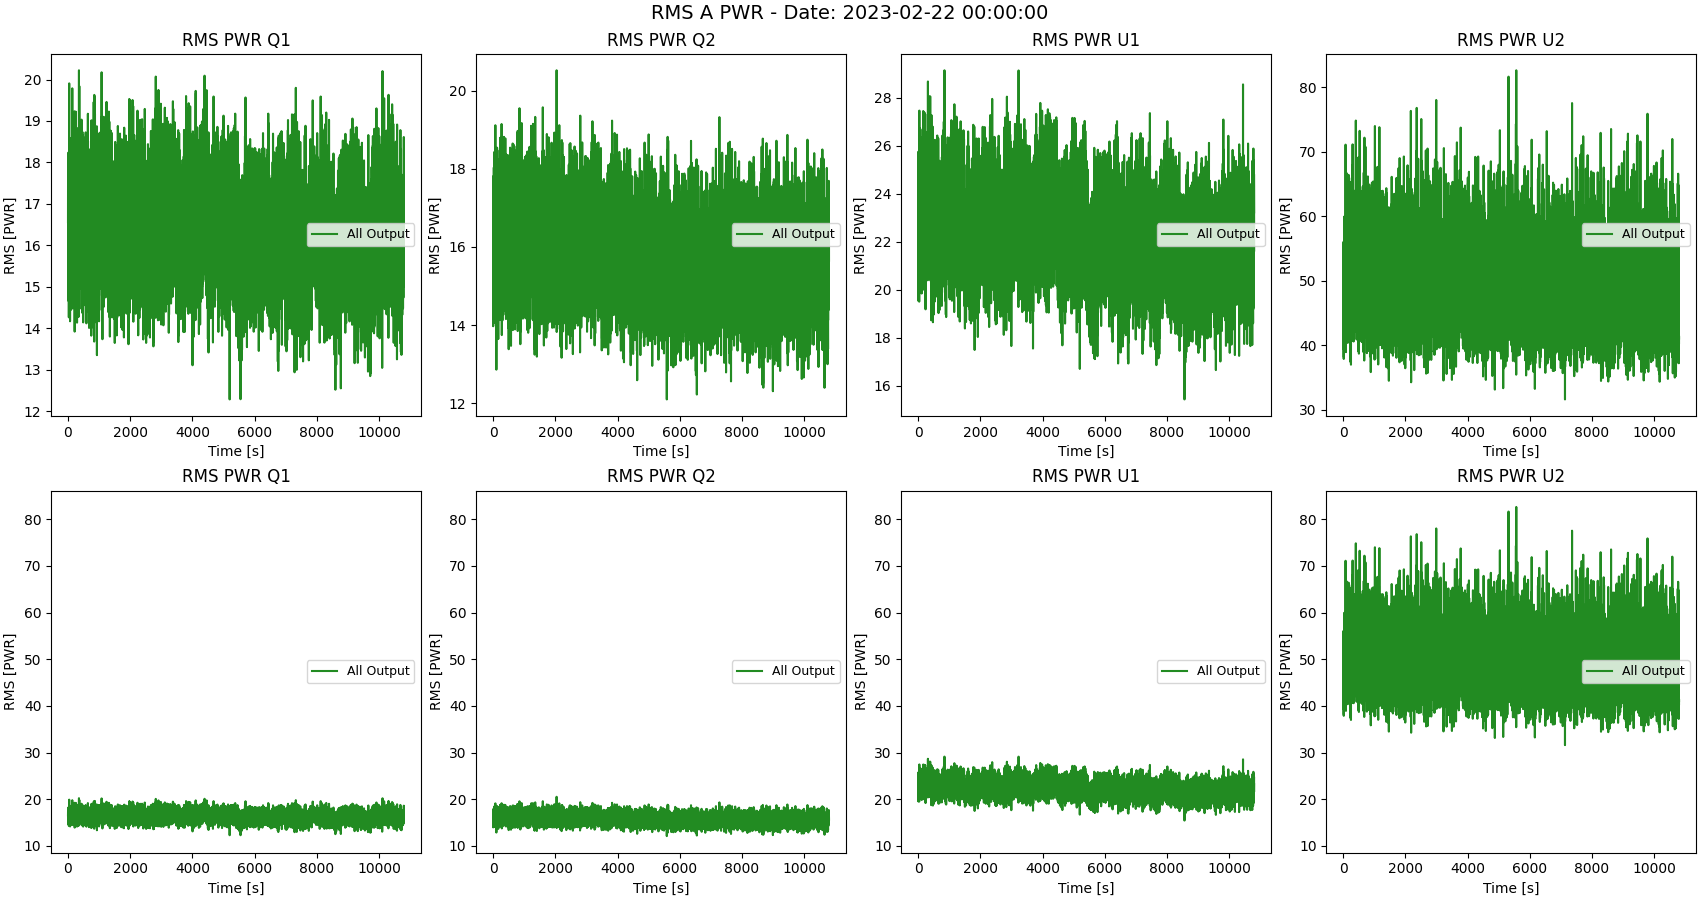 RMS A PWR - Date: 2023-02-22 00:00:00
RMS PWR Q1
RMS [PWR]
20
19
18
17
16
15
14
13
12
All Output
0 2000 4000 6000 8000 10000
Time [s]
RMS PWR Q2
RMS [PWR]
20
18
16
14
12
All Output
0 2000 4000 6000 8000 10000
Time [s]
RMS PWR U1
RMS [PWR]
28
26
24
22
20
18
16
All Output
0 2000 4000 6000 8000 10000
Time [s]
RMS PWR U2
RMS [PWR]
80
70
60
50
40
30
All Output
0 2000 4000 6000 8000 10000
Time [s]
RMS PWR Q1
RMS [PWR]
80
70
60
50
40
30
20
10
All Output
0 2000 4000 6000 8000 10000
Time [s]
RMS PWR Q2
RMS [PWR]
80
70
60
50
40
30
20
10
All Output
0 2000 4000 6000 8000 10000
Time [s]
RMS PWR U1
RMS [PWR]
80
70
60
50
40
30
20
10
All Output
0 2000 4000 6000 8000 10000
Time [s]
RMS PWR U2
RMS [PWR]
80
70
60
50
40
30
20
10
All Output
0 2000 4000 6000 8000 10000
Time [s]